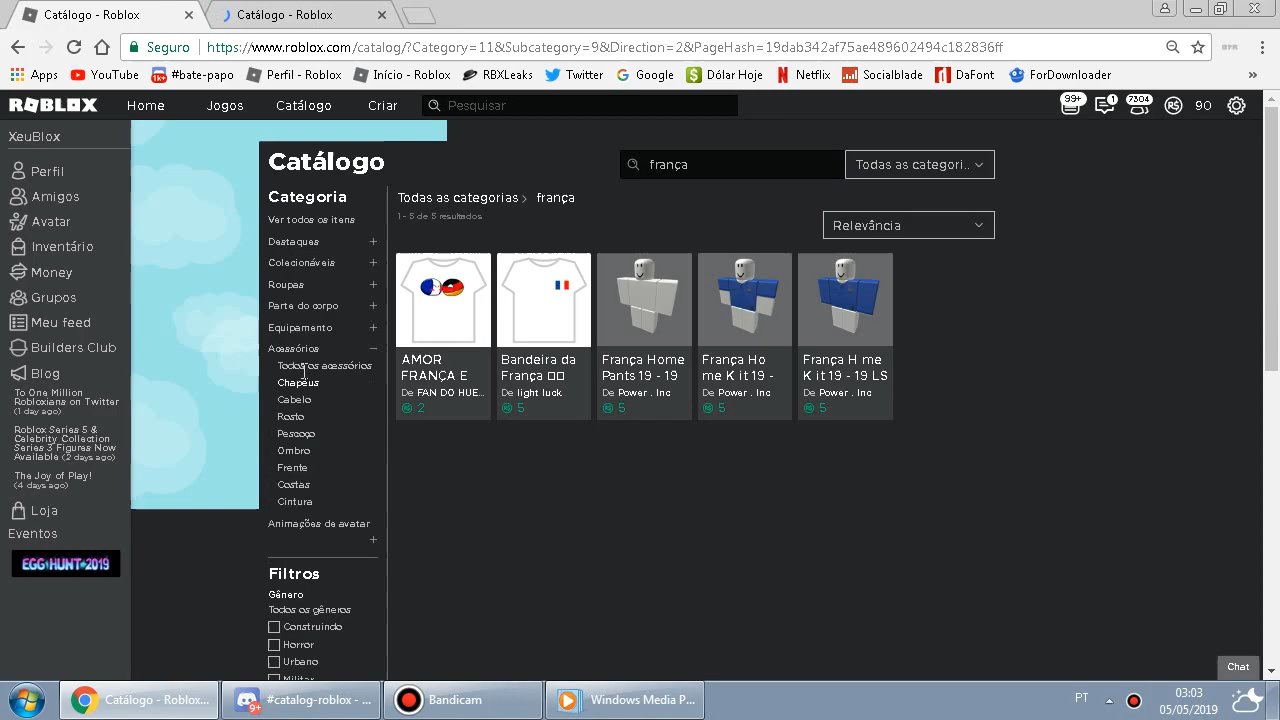 Catálogo - Roblox
Catálogo - Roblox
Seguro
https://www.roblox.com/catalog/?Category=11&Subcategory=9&Direction=2&PageHash=11dab342d75ae489602494c182836ff
Apps
YouTube
1k+
#bate-papo
Perfil - Roblox
Início - Roblox
RBXLeaks
Twitter
Google
Dólar Hoje
Netflix
Socialblade
DaFont
ForDownloader
»
ROBLOX
Home
Jogos
Catálogo
Criar
Pesquisar
99+
1
7304
90
XeuBlox
Perfil
Amigos
Avatar
Inventário
Money
Grupos
Meu feed
Builders Club
Blog
To One Million
Robloxians on Twitter
(1 day ago)
Roblox Series 5 &
Celebrity Collection
Series 3 Figures Now
Available (2 days ago)
The Joy of Play!
(4 days ago)
Loja
Eventos
EGG HUNT 2019
Catálogo
frança
Todas as categori..
Categoria
Ver todos os itens
Destaques +
Colecionáveis +
Roupas +
Parte do corpo +
Equipamento +
Acessórios −
Todos os acessórios
Chapéus
Cabelo
Rosto
Pescoço
Ombro
Frente
Costas
Cintura
Animações de avatar
+
Filtros
Gênero
Todos os gêneros
Construindo
Horror
Urbano
Militar
Todas as categorias > frança
1 - 5 de 5 resultados
Relevância
AMOR
FRANÇA E
De FAN DO HUE...
2
Bandeira da
França □□
De light luck.
5
França Home
Pants 19 - 19
De Power . Inc
5
França Ho
me K it 19 -
De Power . Inc
5
França H me
K it 19 - 19 LS
De Power . Inc
5
Chat
Catálogo - Roblox...
9+
#catalog-roblox - ...
Bandicam
Windows Media P...
PT
03:03
05/05/2019